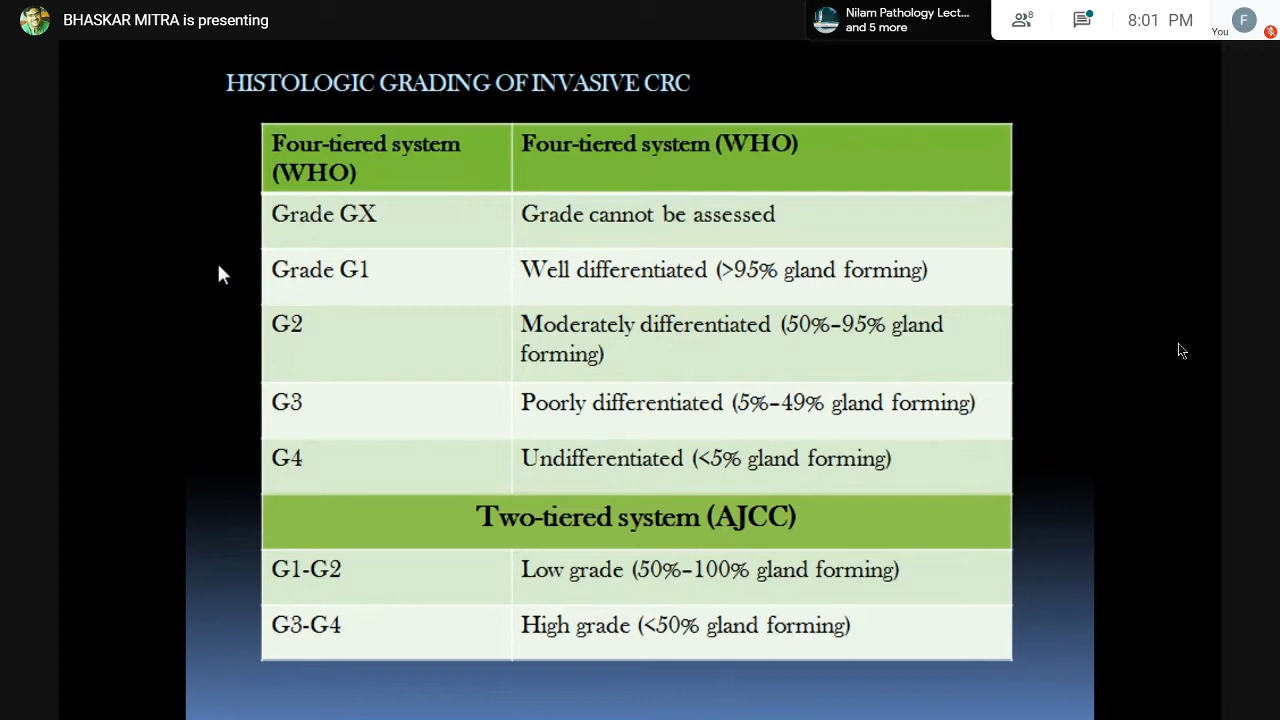 BHASKAR MITRA is presenting
Nilam Pathology Lect...
and 5 more
8
8:01 PM
You
F
HISTOLOGIC GRADING OF INVASIVE CRC
Four-tiered system (WHO)
Four-tiered system (WHO)
Grade GX
Grade cannot be assessed
Grade G1
Well differentiated (>95% gland forming)
G2
Moderately differentiated (50%–95% gland
forming)
G3
Poorly differentiated (5%–49% gland forming)
G4
Undifferentiated (<5% gland forming)
Two-tiered system (AJCC)
G1-G2
Low grade (50%–100% gland forming)
G3-G4
High grade (<50% gland forming)